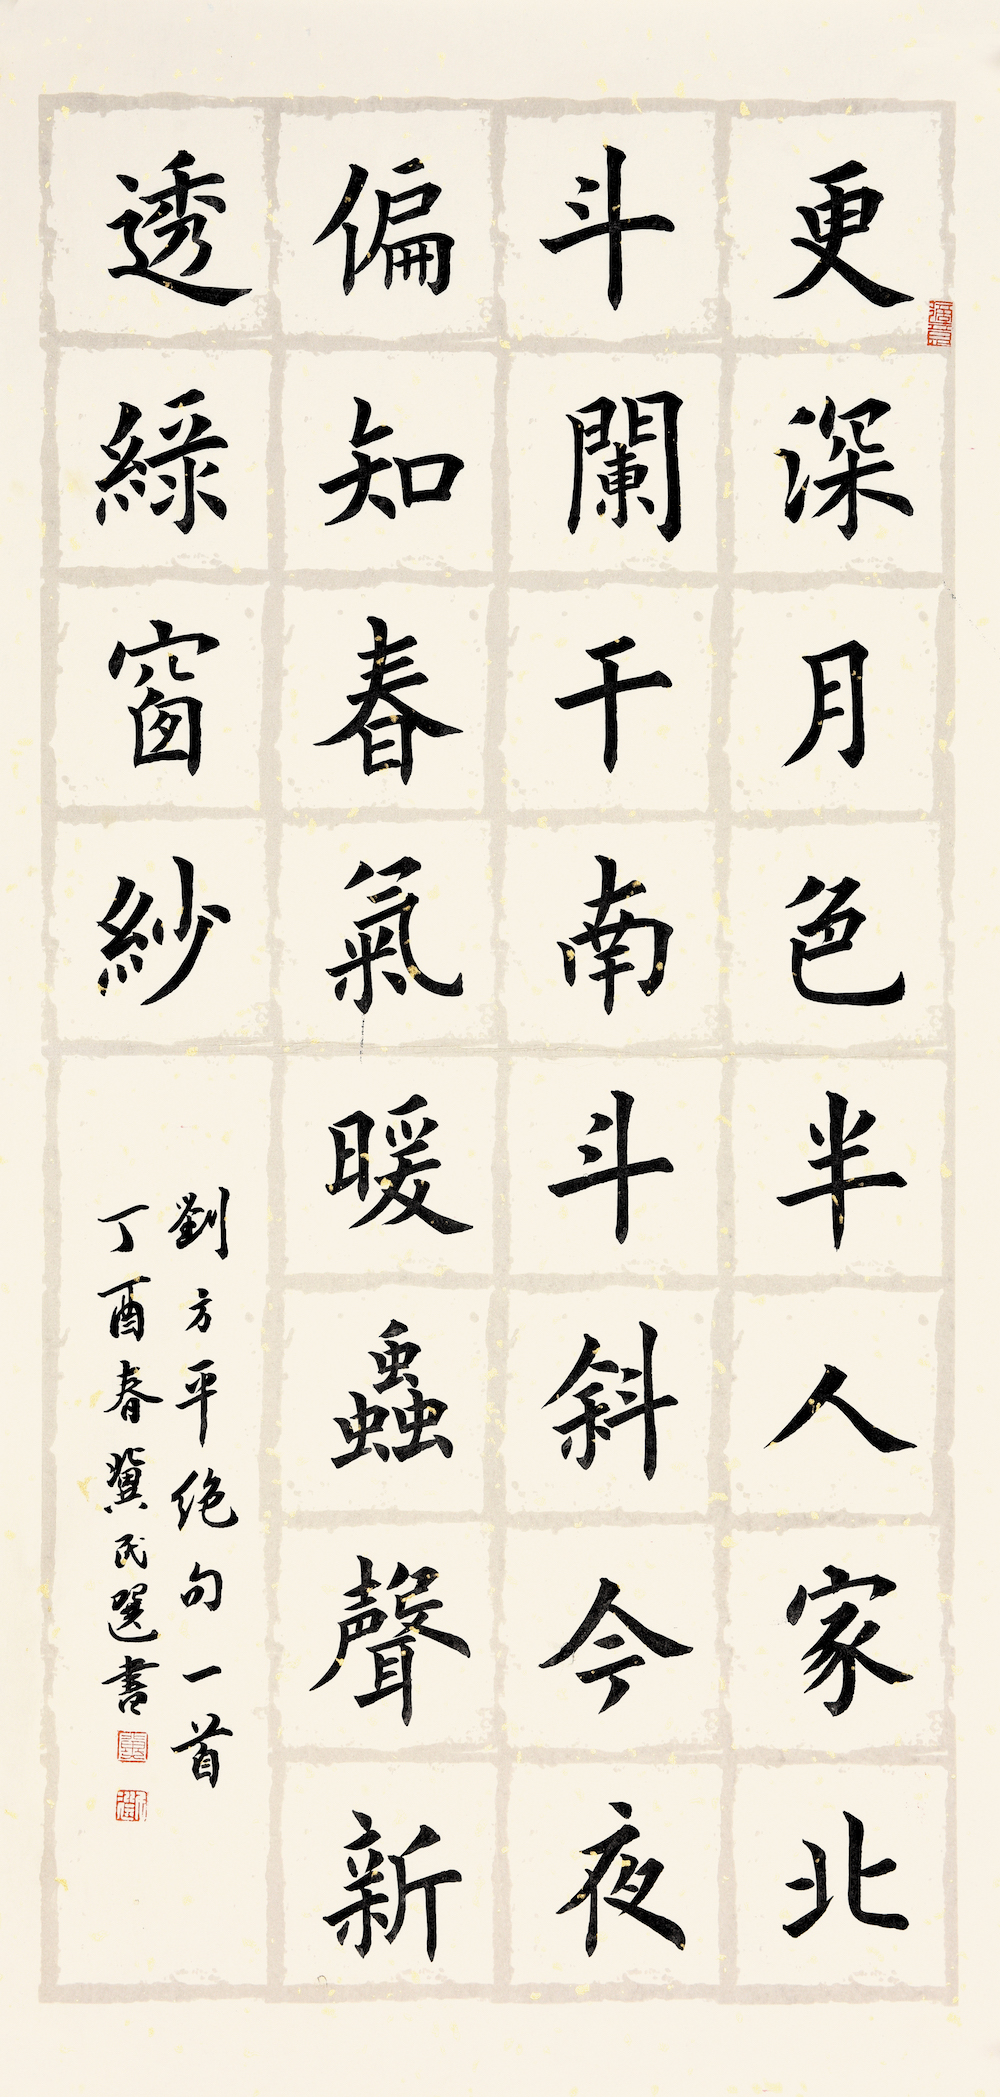 更深月色半人家北
斗闌干南斗斜今夜
偏知春氣暖蟲聲新
透綠窗紗
劉方平绝句一首
丁酉春冀民選書